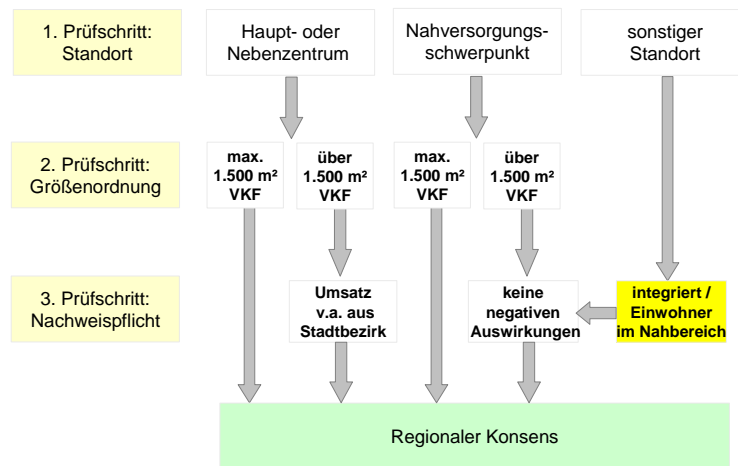 1. Prüfschritt:
Standort
Haupt- oder
Nebenzentrum
Nahversorgungs-
schwerpunkt
sonstiger
Standort
2. Prüfschritt:
Größenordnung
max.
1.500 m²
VKF
über
1.500 m²
VKF
max.
1.500 m²
VKF
über
1.500 m²
VKF
3. Prüfschritt:
Nachweispflicht
Umsatz
v.a. aus
Stadtbezirk
keine
negativen
Auswirkungen
integriert /
Einwohner
im Nahbereich
Regionaler Konsens